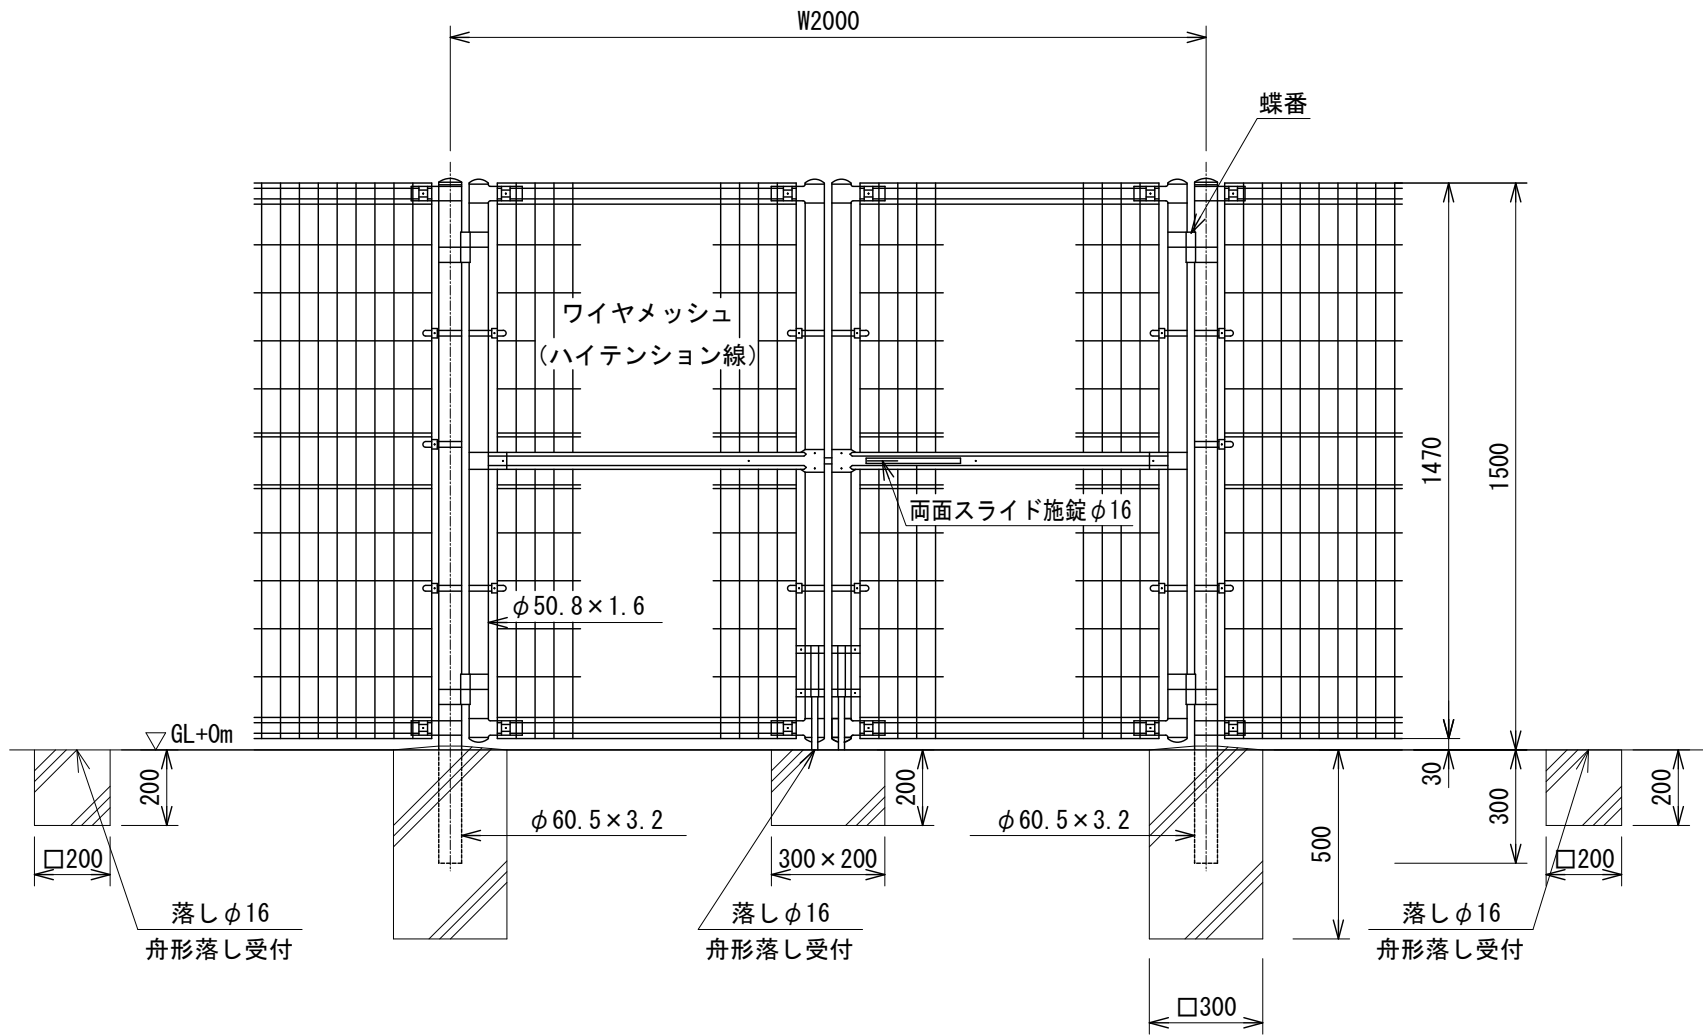 W2000
蝶番
ワイヤメッシュ
(ハイテンション線)
1470
1500
両面スライド施錠φ16
φ50.8×1.6
GL+0m
200
200
30
300
200
φ60.5×3.2
φ60.5×3.2
500
□200
300×200
□200
落しφ16
舟形落し受付
落しφ16
舟形落し受付
落しφ16
舟形落し受付
□300